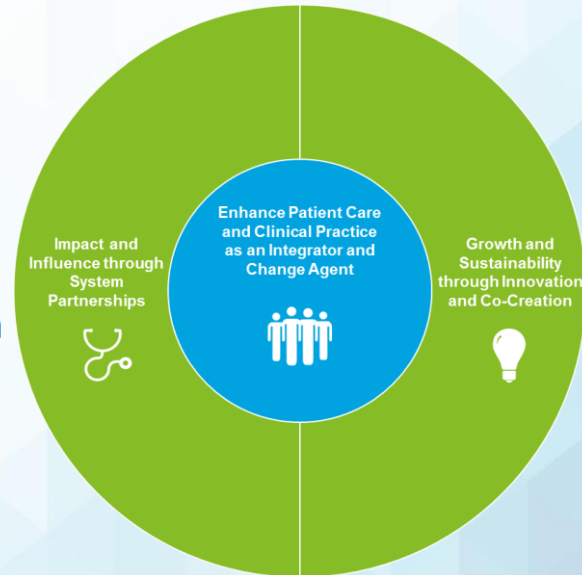 Enhance Patient Care
and Clinical Practice
as an Integrator and
Change Agent
Impact and
Influence through
System
Partnerships
Growth and
Sustainability
through Innovation
and Co-Creation